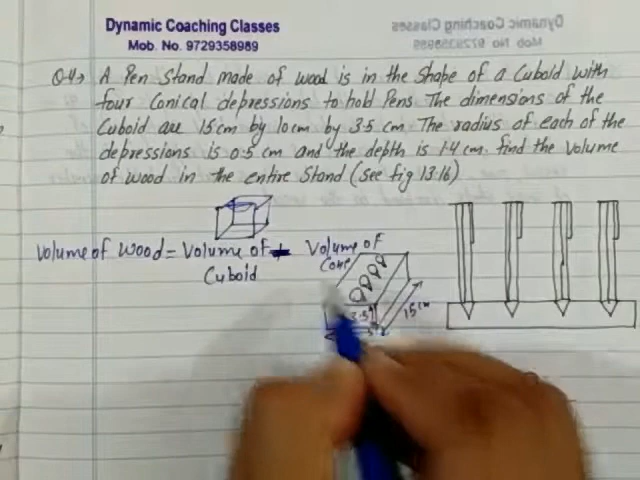 Dynamic Coaching Classes
Mob. No. 9729358989
Q.4→ A Pen Stand made of wood is in the Shape of a Cuboid with
four Conical depressions to hold Pens The dimensions of the
Cuboid are 15cm by 10cm by 3.5 cm. The radius of each of the
depressions is 0.5 cm and the depth is 1.4 cm. find the Volume
of wood in the entire Stand (See fig 13.16)
Volume of Wood = Volume of - Volume of
Cuboid Cone
3.5
15cm